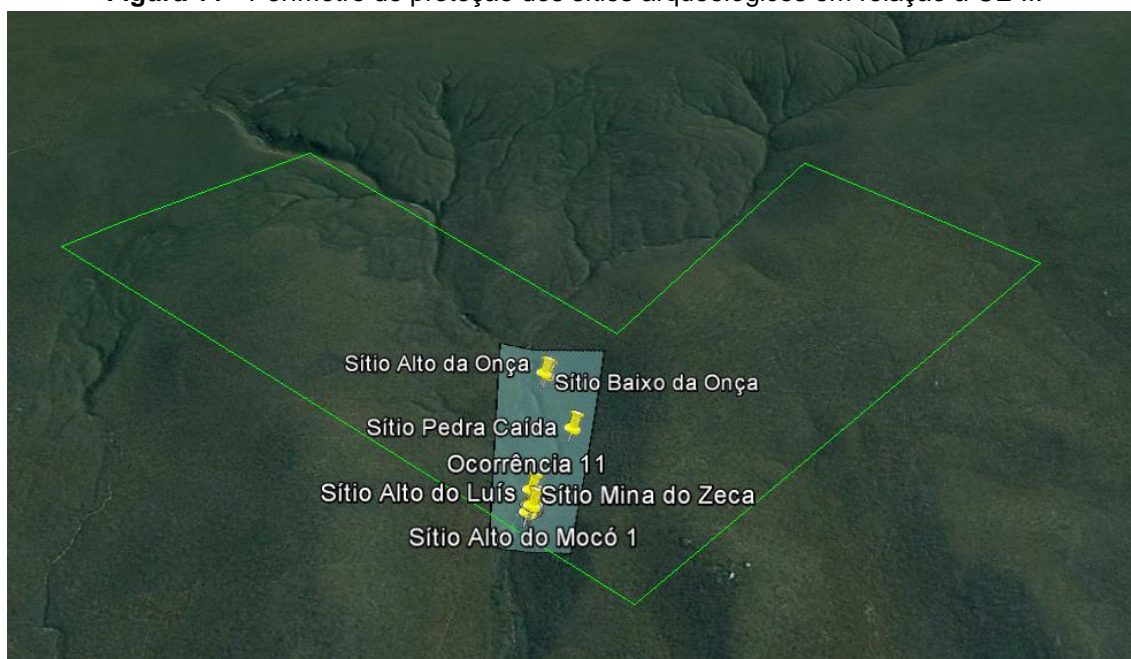 Sítio Alto da Onça
Sítio Baixo da Onça
Sítio Pedra Caída
Ocorrência 11
Sítio Alto do Luís
Sítio Mina do Zeca
Sítio Alto do Mocó 1